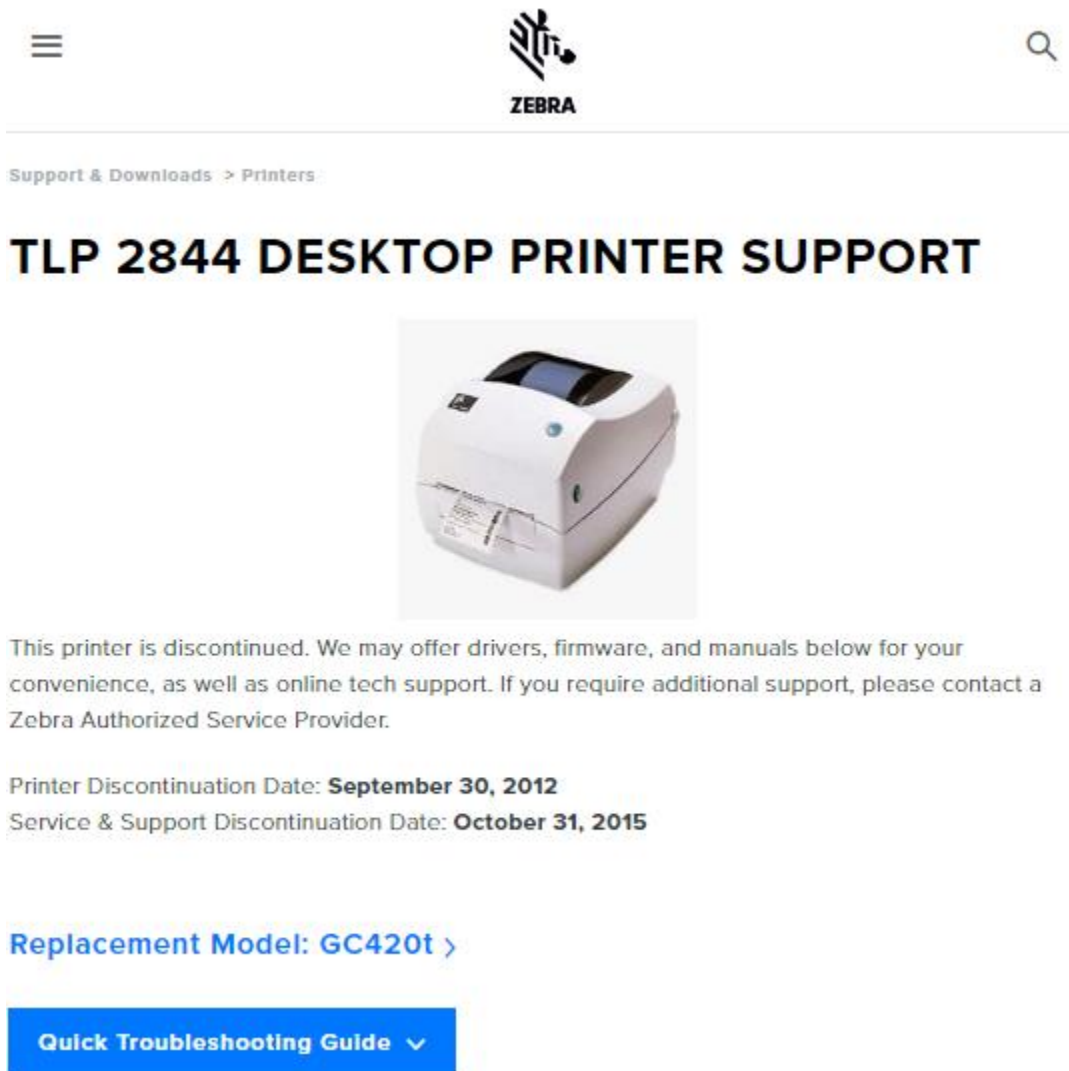 ZEBRA
Support & Downloads > Printers
TLP 2844 DESKTOP PRINTER SUPPORT
This printer is discontinued. We may offer drivers, firmware, and manuals below for your
convenience, as well as online tech support. If you require additional support, please contact a
Zebra Authorized Service Provider.
Printer Discontinuation Date: September 30, 2012
Service & Support Discontinuation Date: October 31, 2015
Replacement Model: GC420t >
Quick Troubleshooting Guide